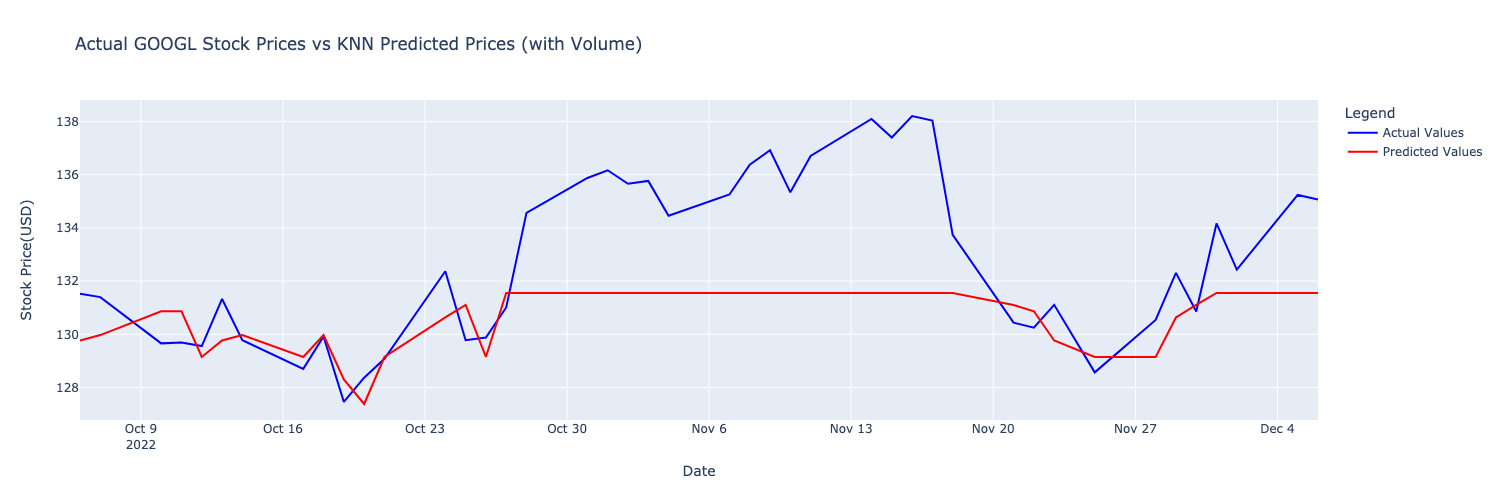 Actual GOOGL Stock Prices vs KNN Predicted Prices (with Volume)
Legend
Actual Values
Predicted Values
Stock Price(USD)
138
136
134
132
130
128
Oct 9
2022
Oct 16
Oct 23
Oct 30
Nov 6
Nov 13
Nov 20
Nov 27
Dec 4
Date